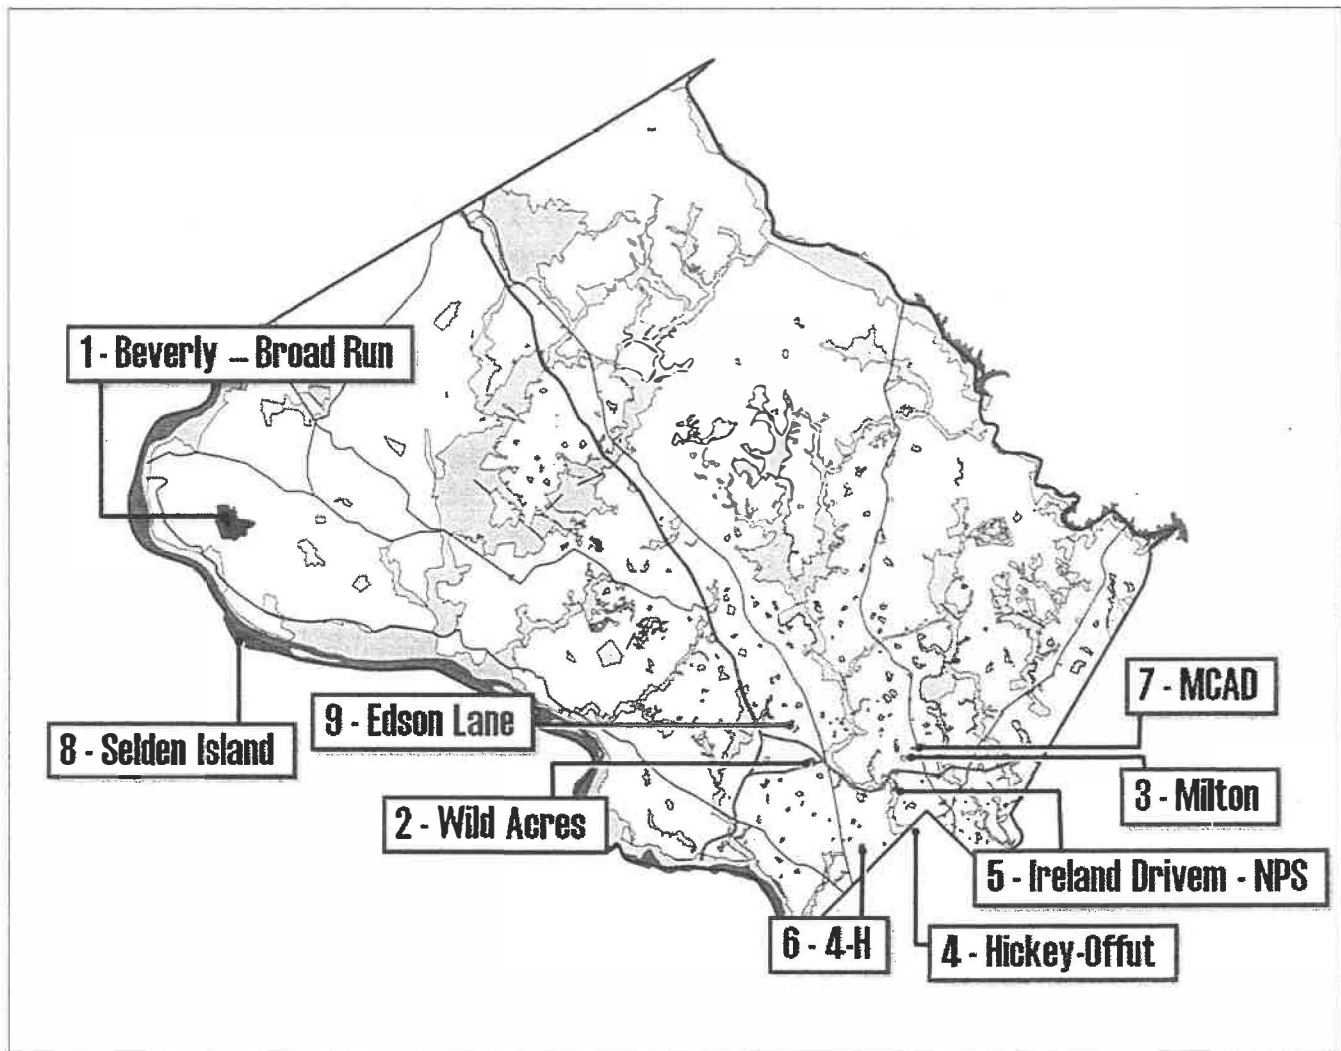 1 - Beverly – Broad Run
7 - MCAD
9 - Edson Lane
8 - Selden Island
3 - Milton
2 - Wild Acres
5 - Ireland Drivem - NPS
6 - 4-H
4 - Hickey-Offut